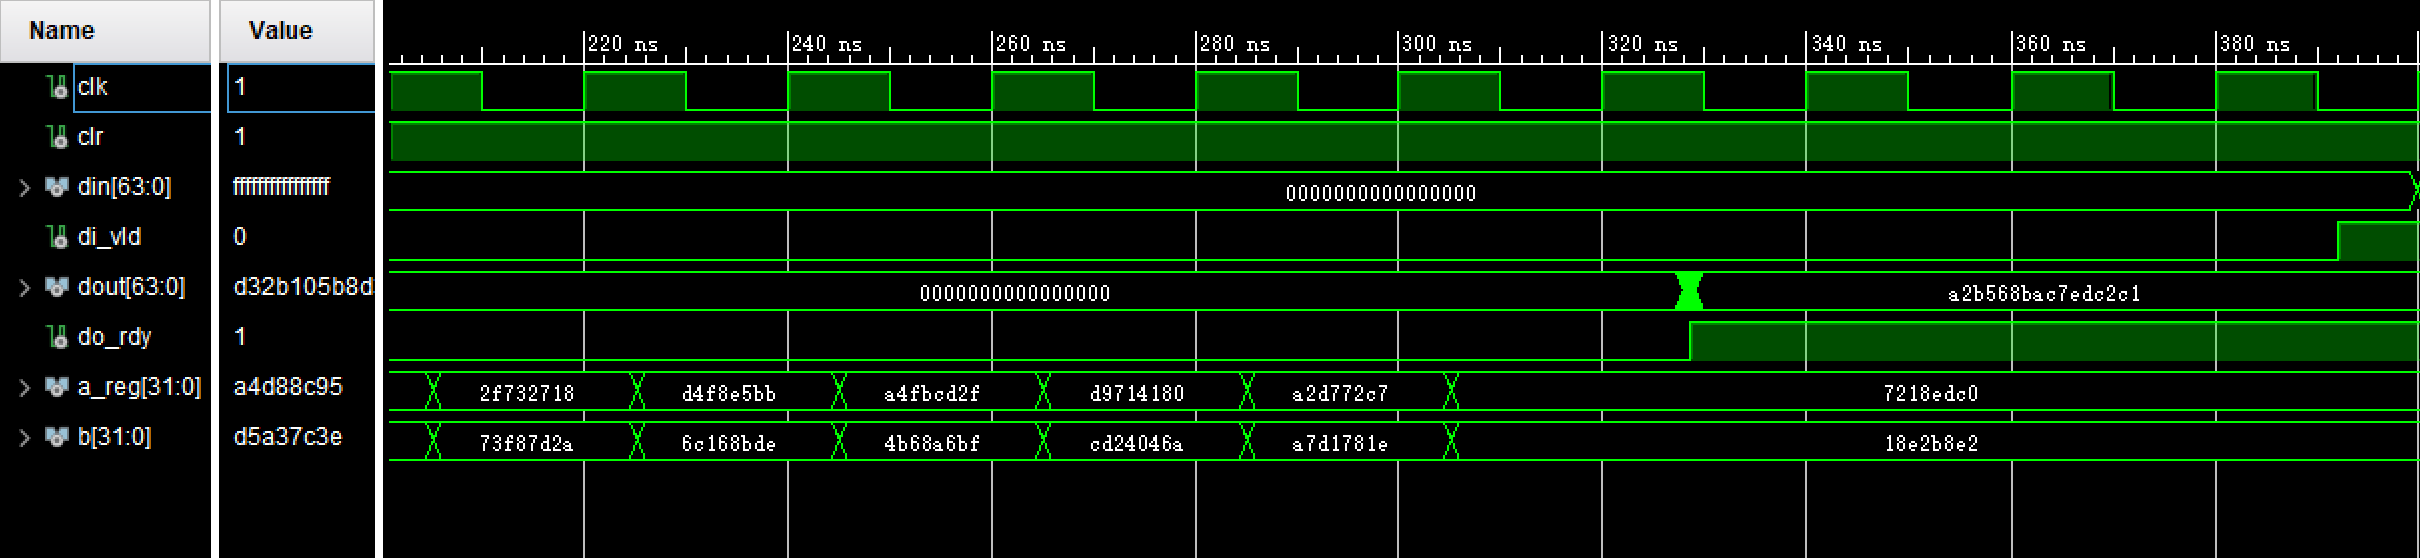 Name Value
220 ns 240 ns 260 ns 280 ns 300 ns 320 ns 340 ns 360 ns 380 ns
clk 1
clr 1
din[63:0] ffffffffffffffff 0000000000000000
di_vld 0
dout[63:0] d32b105b8d 0000000000000000 a2b568bac7edc2c1
do_rdy 1
a_reg[31:0] a4d88c95 2f732718 d4f8e5bb a4fbcd2f d9714180 a2d772c7 7218edc0
b[31:0] d5a37c3e 73f87d2a 6c168bde 4b68a6bf cd24046a a7d1781e 18e2b8e2